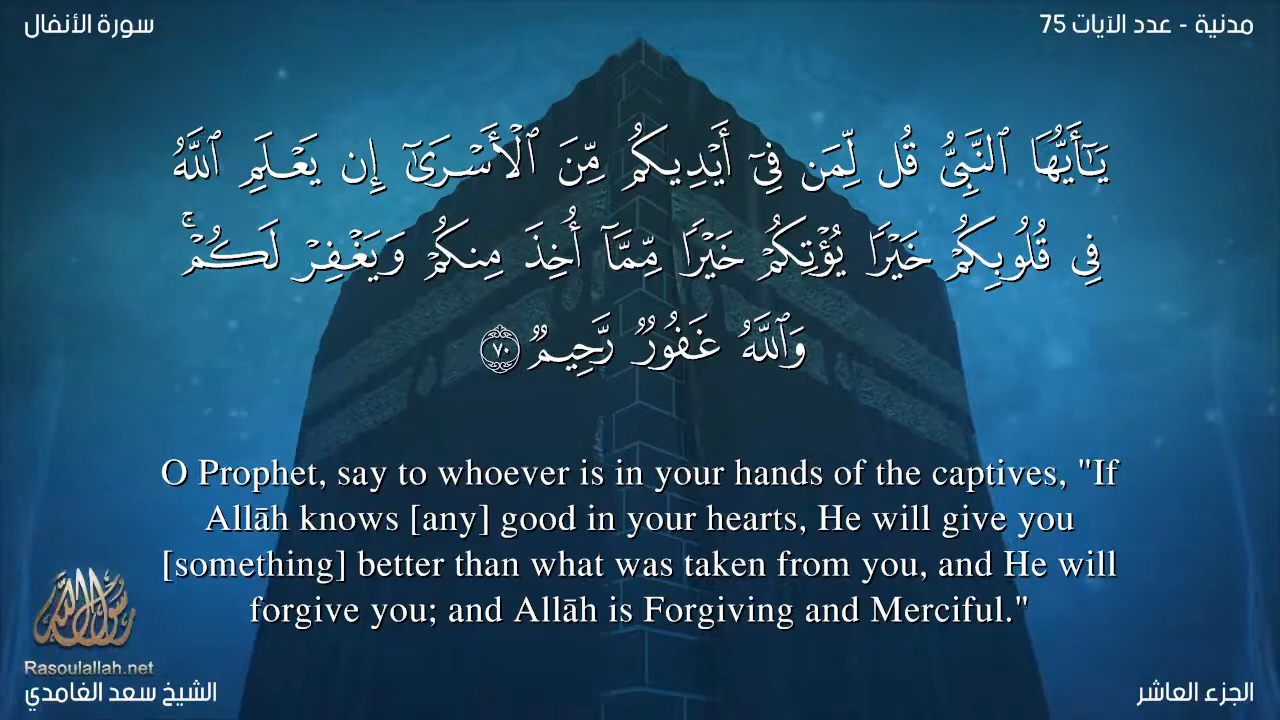 سورة الأنفال
مدنية - عدد الآيات 75
يَـٰٓأَيُّهَا ٱلنَّبِىُّ قُل لِّمَن فِىٓ أَيْدِيكُم مِّنَ ٱلْأَسْرَىٰٓ إِن يَعْلَمِ ٱللَّهُ
فِى قُلُوبِكُمْ خَيْرًا يُؤْتِكُمْ خَيْرًا مِّمَّآ أُخِذَ مِنكُمْ وَيَغْفِرْ لَكُمْ ۗ
وَٱللَّهُ غَفُورٌ رَّحِيمٌ ٧٠
O Prophet, say to whoever is in your hands of the captives, "If
Allāh knows [any] good in your hearts, He will give you
[something] better than what was taken from you, and He will
forgive you; and Allāh is Forgiving and Merciful."
رسول الله
Rasoulallah.net
الشيخ سعد الغامدي
الجزء العاشر